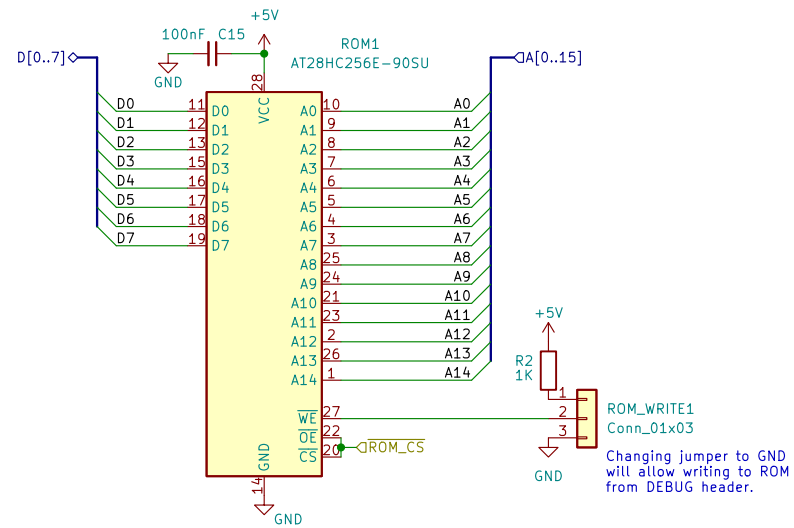 +5V
100nF C15
ROM1
AT28HC256E-90SU
D[0..7]
A[0..15]
GND
28
VCC
D0 11 D0
D1 12 D1
D2 13 D2
D3 15 D3
D4 16 D4
D5 17 D5
D6 18 D6
D7 19 D7
A0 10 A0
A1 9 A1
A2 8 A2
A3 7 A3
A4 6 A4
A5 5 A5
A6 4 A6
A7 3 A7
A8 25 A8
A9 24 A9
A10 21 A10
A11 23 A11
A12 2 A12
A13 26 A13
A14 1 A14
WE 27
OE 22
CS 20
ROM_CS
GND
14
GND
+5V
R2
1K
1
2
3
GND
ROM_WRITE1
Conn_01x03
Changing jumper to GND
will allow writing to ROM
from DEBUG header.